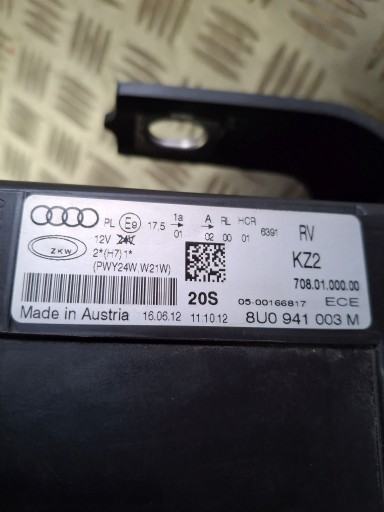 PL E9 17,5 1a 01 A 02 RL 00 HCR 01 6391 RV
ZKW 12V 24V KZ2
2*(H7)1*
(PWY24W.W21W) 708.01.000.00
20S 05-00166817 ECE
Made in Austria 16.06.12 11.10.12 8U0 941 003 M